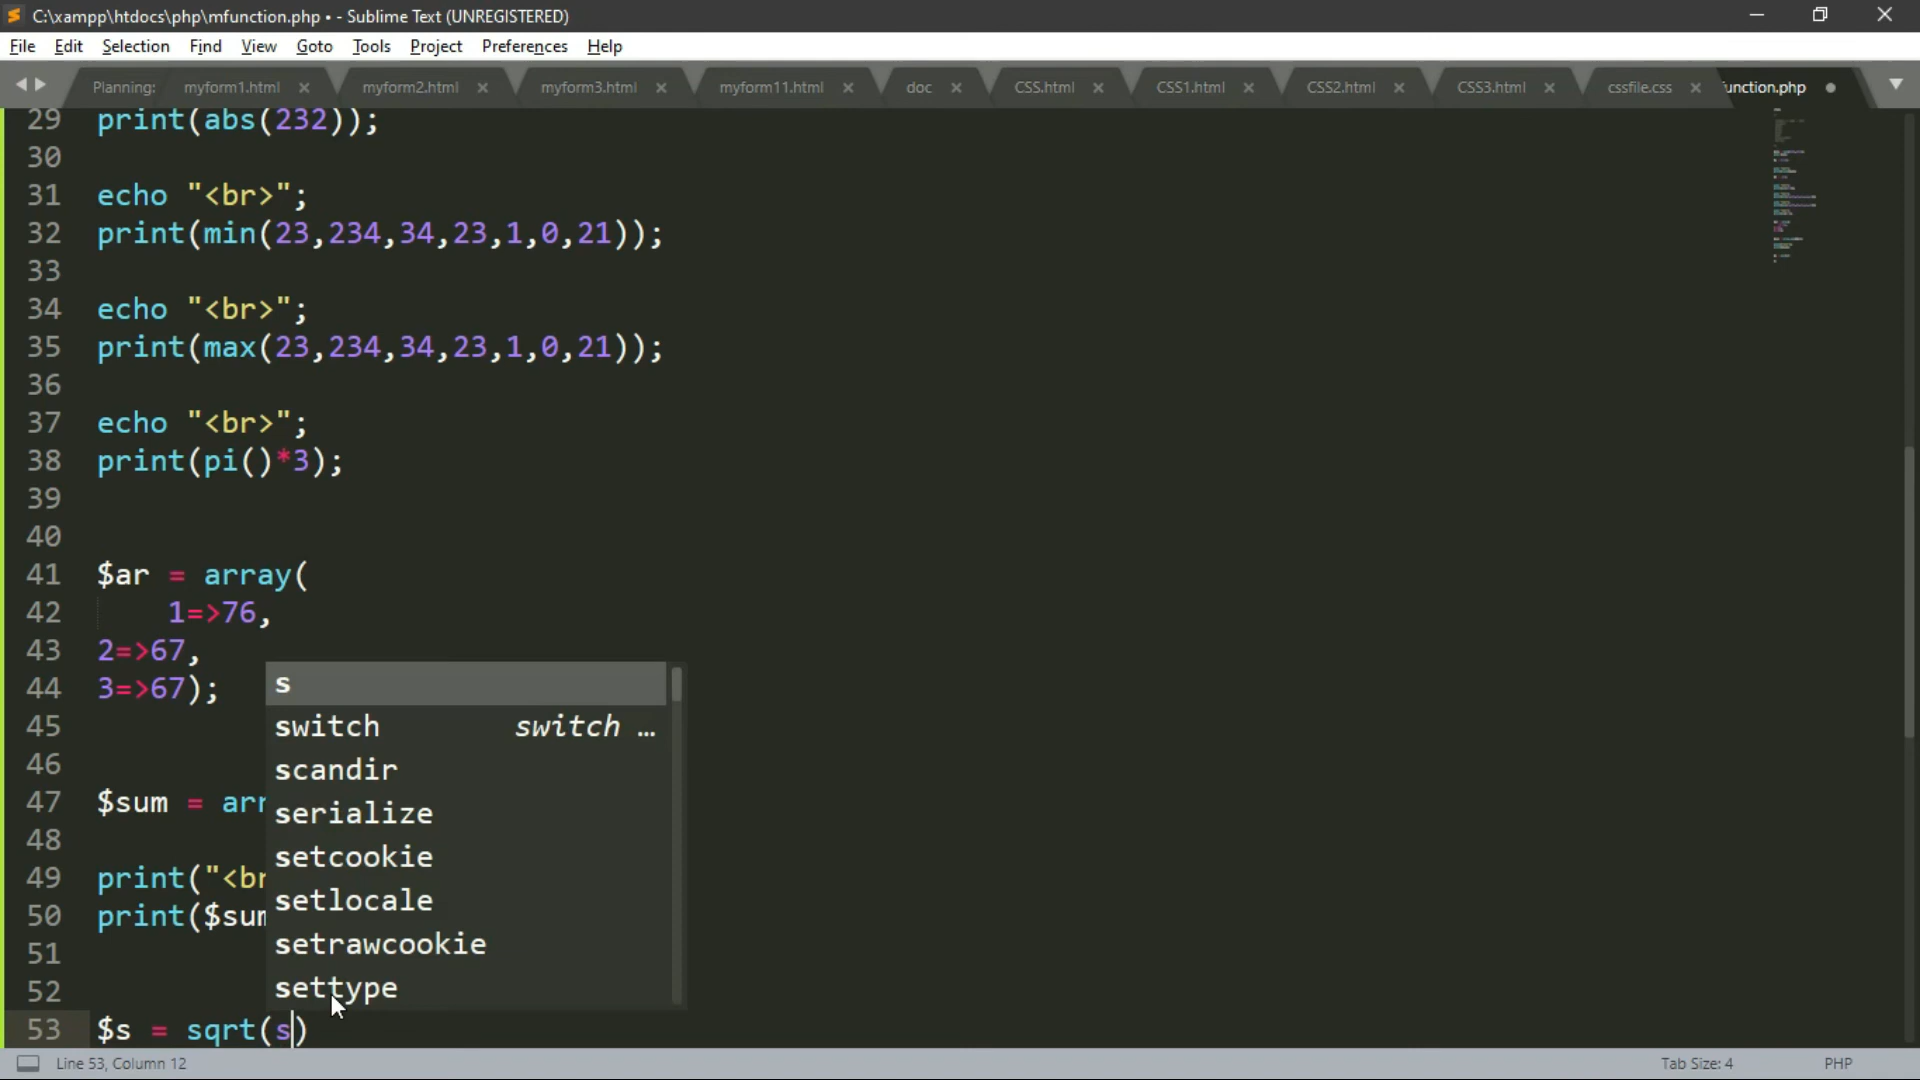 C:\xampp\htdocs\php\mfunction.php • - Sublime Text (UNREGISTERED)
File Edit Selection Find View Goto Tools Project Preferences Help
Planning: myform1.html myform2.html myform3.html myform11.html doc CSS.html CSS1.html CSS2.html CSS3.html cssfile.css unction.php
29 print(abs(232));
30
31 echo "<br>";
32 print(min(23,234,34,23,1,0,21));
33
34 echo "<br>";
35 print(max(23,234,34,23,1,0,21));
36
37 echo "<br>";
38 print(pi()*3);
39
40
41 $ar = array(
42 1=>76,
43 2=>67,
44 3=>67);
s
45 switch switch …
46 scandir
47 $sum = arr
serialize
48 setcookie
49 print("<br
setlocale
50 print($sum
51 setrawcookie
52 settype
53 $s = sqrt(s)
Line 53, Column 12 Tab Size: 4 PHP